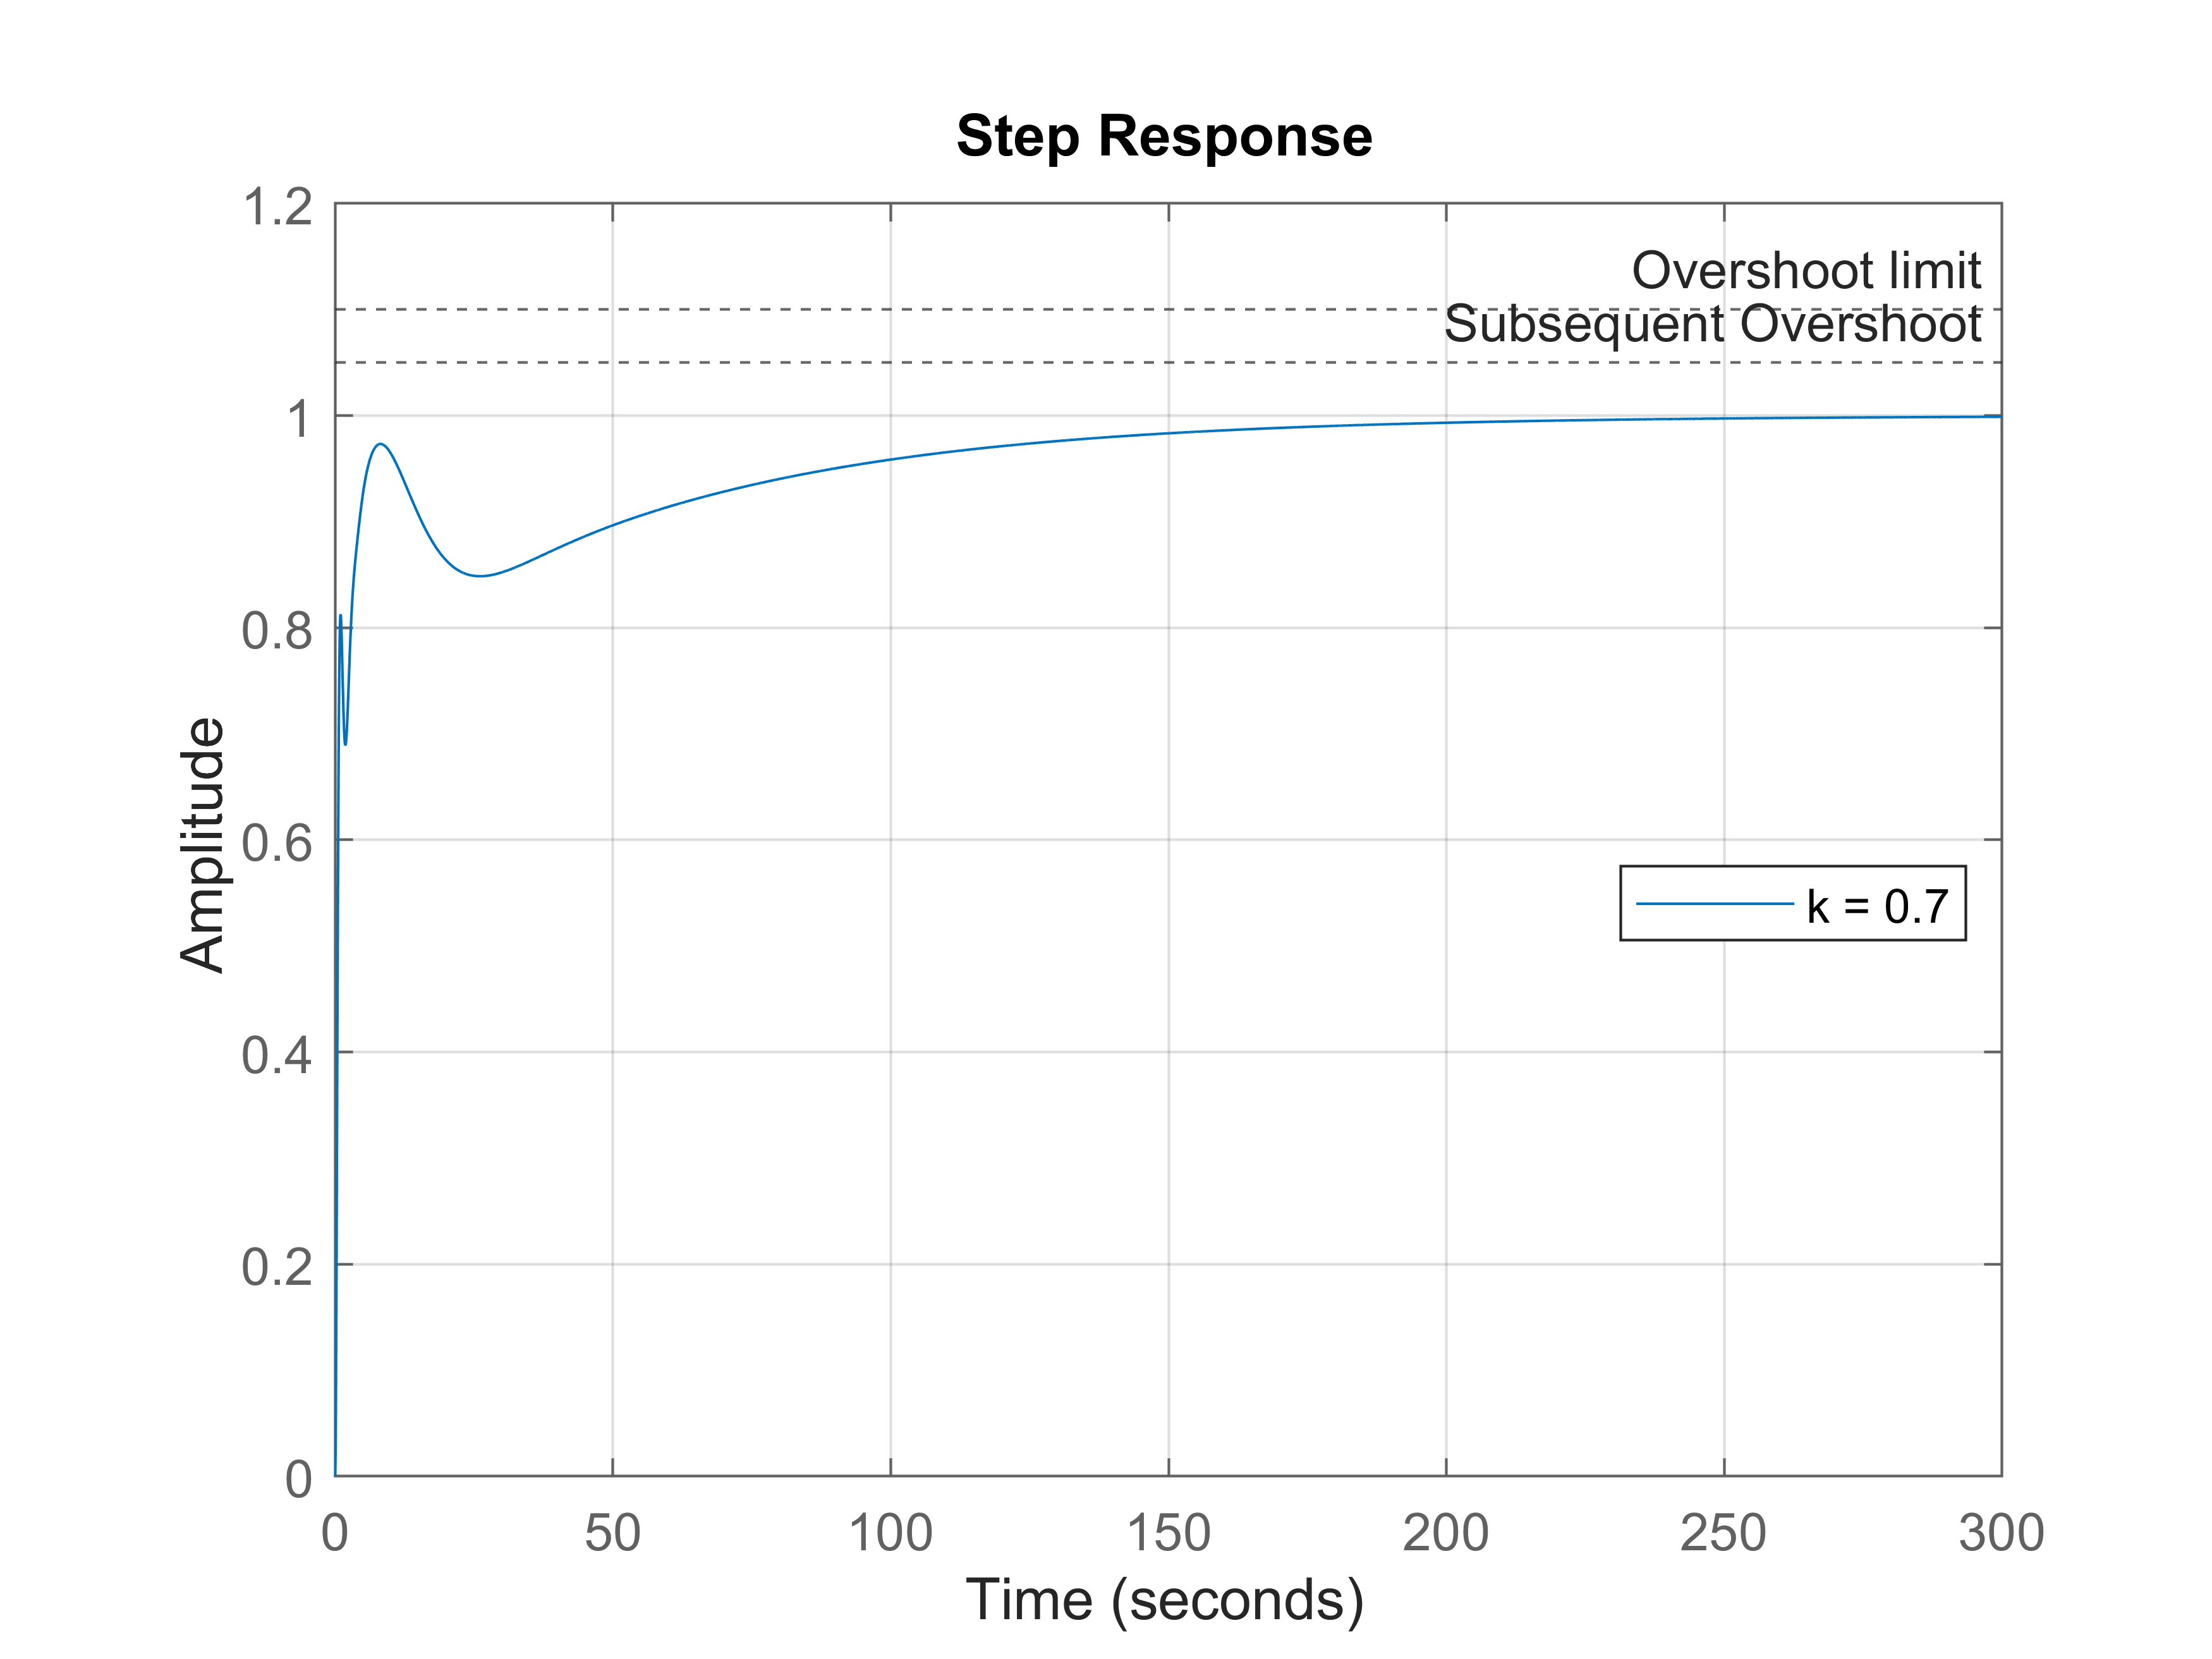 Step Response
1.2
Overshoot limit
Subsequent Overshoot
1
0.8
0.6
k = 0.7
0.4
0.2
0
Amplitude
0 50 100 150 200 250 300
Time (seconds)